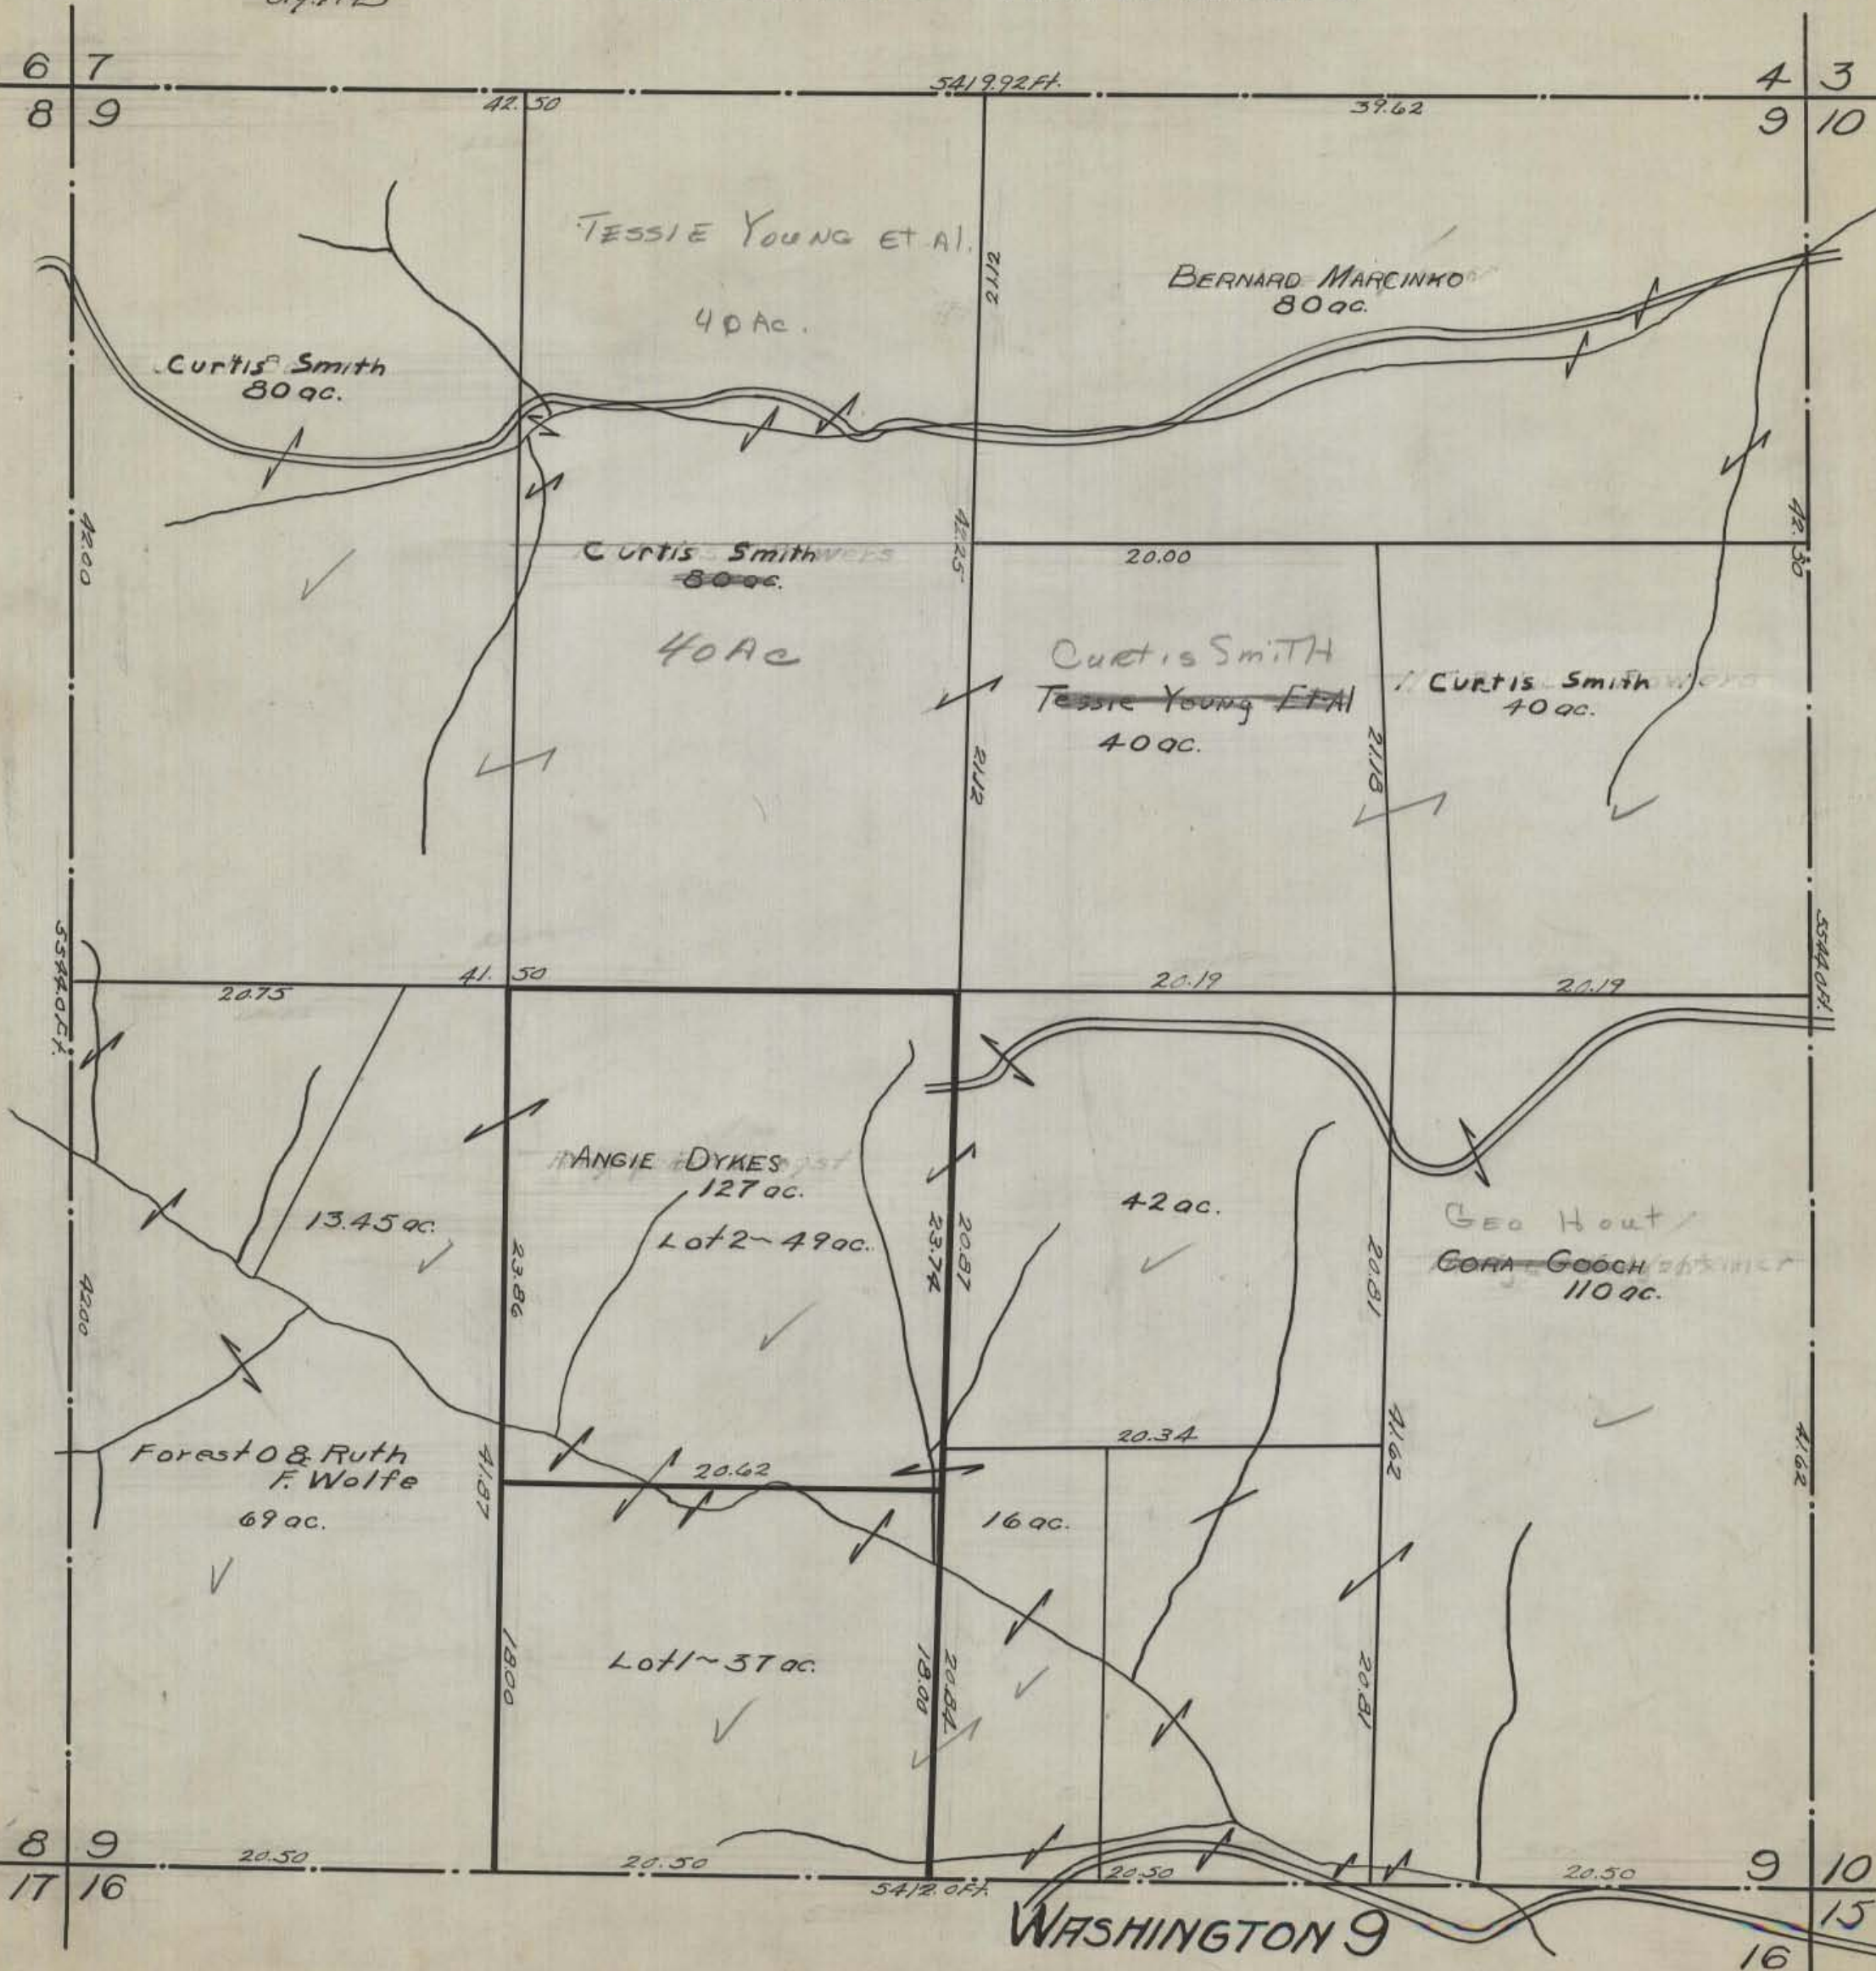 6 7
8 9
4 3
9 10
42.50
5419.92 Ft.
39.62
TESSIE YOUNG ET Al.
40 Ac.
21.12
BERNARD MARCINKO
80 ac.
Curtis Smith
80 ac.
42.00
Curtis Smith
80 ac.
40 Ac
42.25
20.00
42.50
Curtis SmiTH
Tessie Young Et Al
40 ac.
Curtis Smith
40 ac.
21.12
21.18
5544.0 Ft.
20.75
41.50
20.19
20.19
5544.0 Ft.
ANGIE DYKES
127 ac.
Lot 2~49 ac.
13.45 ac.
42 ac.
GEO Hout
CORA GOOCH
110 ac.
23.86
23.74
20.87
20.81
42.00
Forest O & Ruth
F. Wolfe
69 ac.
41.87
20.62
20.34
41.62
41.62
16 ac.
Lot 1~37 ac.
18.00
18.00
20.84
20.81
8 9
17 16
20.50
20.50
5412.0 Ft.
20.50
20.50
9 10
16 15
WASHINGTON 9